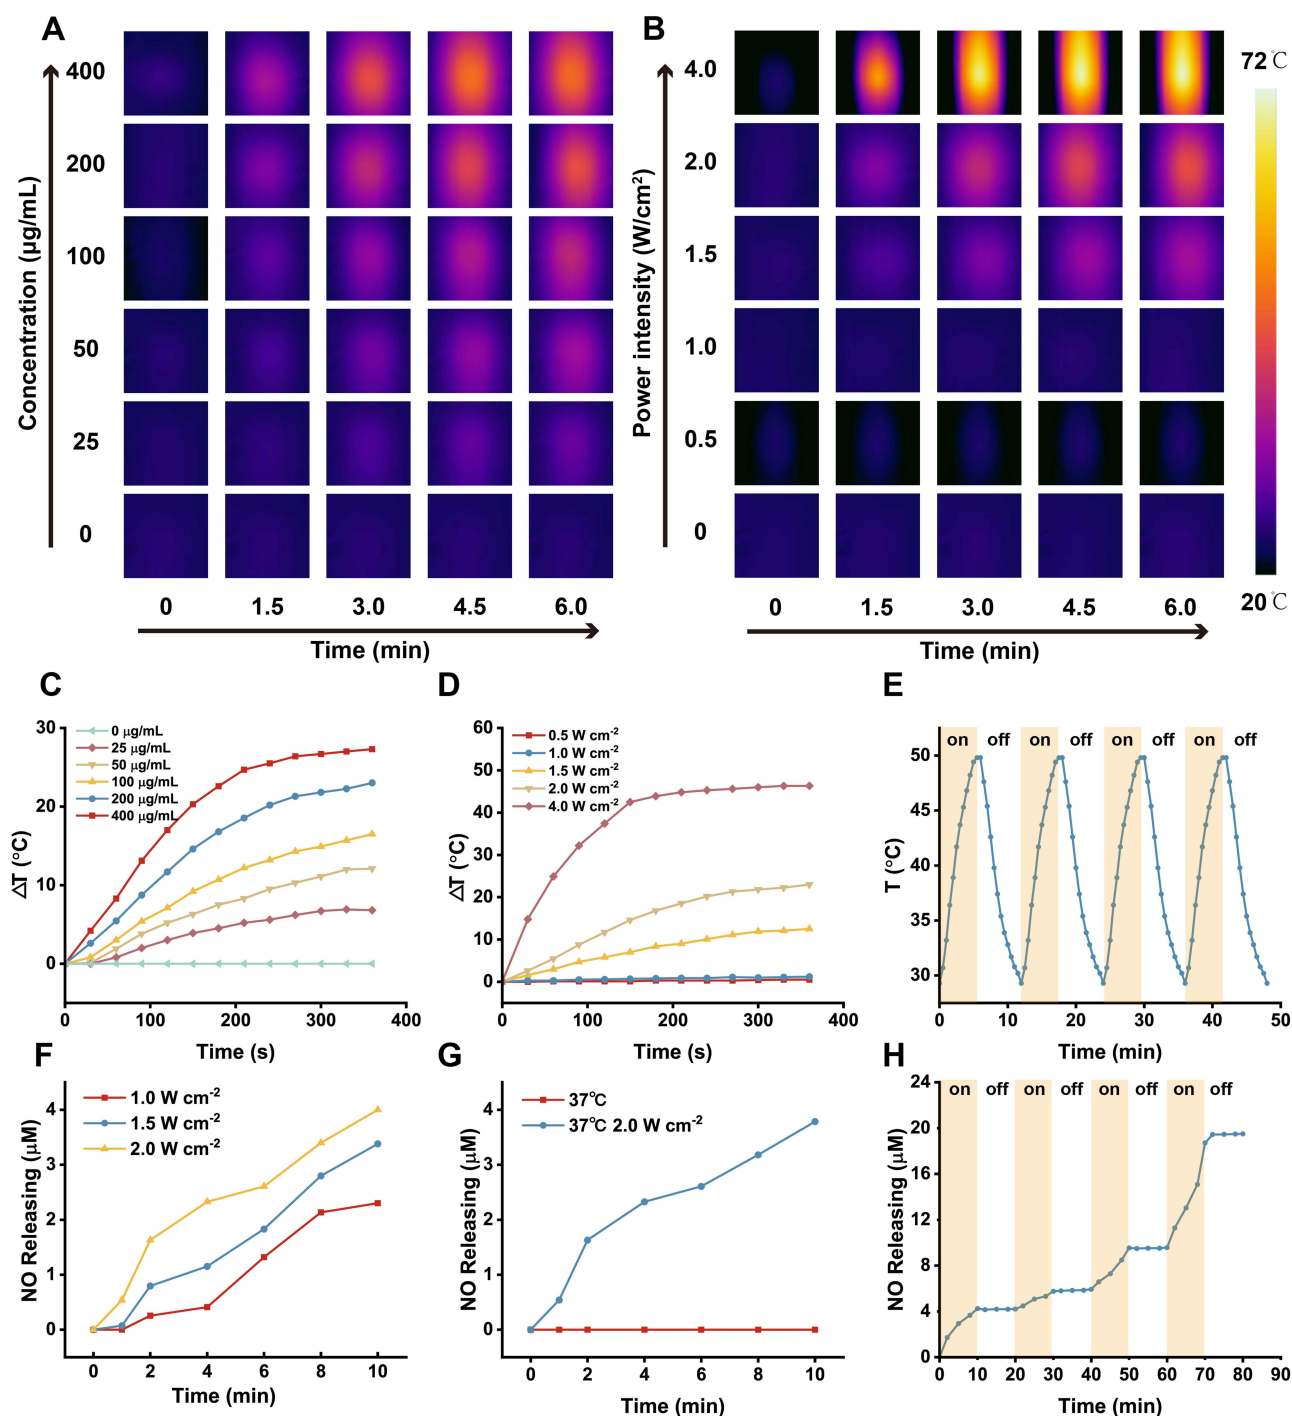 A
Concentration (μg/mL)
400
200
100
50
25
0
0 1.5 3.0 4.5 6.0
Time (min)
B
Power intensity (W/cm²)
4.0
2.0
1.5
1.0
0.5
0
0 1.5 3.0 4.5 6.0
Time (min)
72℃
20℃
C
ΔT (°C)
30
20
10
0
0 μg/mL
25 μg/mL
50 μg/mL
100 μg/mL
200 μg/mL
400 μg/mL
0 100 200 300 400
Time (s)
D
ΔT (°C)
60
50
40
30
20
10
0
0.5 W cm⁻²
1.0 W cm⁻²
1.5 W cm⁻²
2.0 W cm⁻²
4.0 W cm⁻²
0 100 200 300 400
Time (s)
E
T (°C)
50
45
40
35
30
on off on off on off on off
0 10 20 30 40 50
Time (min)
F
NO Releasing (μM)
4
3
2
1
0
1.0 W cm⁻²
1.5 W cm⁻²
2.0 W cm⁻²
0 2 4 6 8 10
Time (min)
G
NO Releasing (μM)
4
3
2
1
0
37℃
37℃ 2.0 W cm⁻²
0 2 4 6 8 10
Time (min)
H
NO Releasing (μM)
24
20
16
12
8
4
0
on off on off on off on off
0 10 20 30 40 50 60 70 80 90
Time (min)